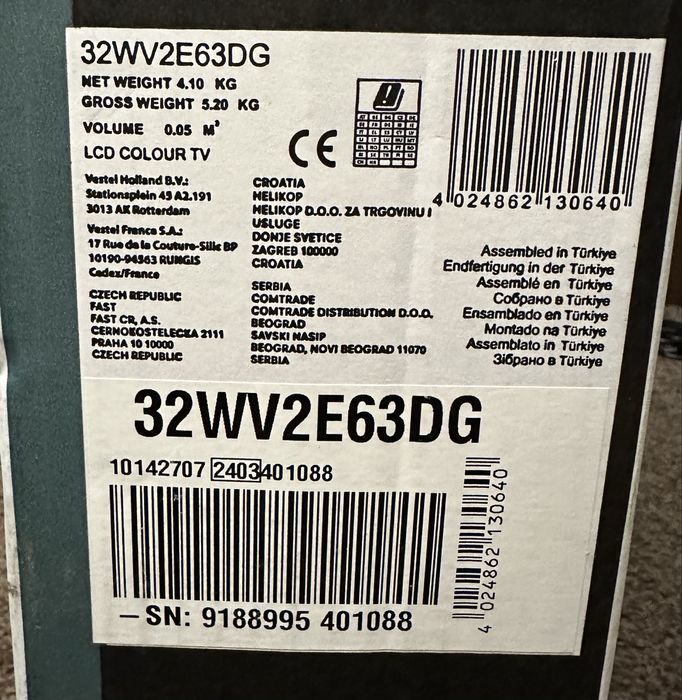 32WV2E63DG
NET WEIGHT 4.10 KG
GROSS WEIGHT 5.20 KG
VOLUME 0.05 M³
LCD COLOUR TV
CE
Vestel Holland B.V.:
Stationsplein 45 A2.191
3013 AK Rotterdam
Vestel France S.A.:
17 Rue de la Couture-Silic BP
10190-94563 RUNGIS
Cedex/France
CZECH REPUBLIC
FAST
FAST CR, A.S.
CERNOKOSTELECKA 2111
PRAHA 10 10000
CZECH REPUBLIC
CROATIA
HELIKOP
HELIKOP D.O.O. ZA TRGOVINU I
USLUGE
DONJE SVETICE
ZAGREB 100000
CROATIA
SERBIA
COMTRADE
COMTRADE DISTRIBUTION D.O.O.
BEOGRAD
SAVSKI NASIP
BEOGRAD, NOVI BEOGRAD 11070
SERBIA
4 024862 130640
Assembled in Türkiye
Endfertigung in der Türkiye
Assemblé en Türkiye
Собрано в Türkiye
Ensamblado en Türkiye
Montado na Türkiye
Assemblato in Türkiye
Зібрано в Türkiye
32WV2E63DG
10142707 2403401088
SN: 9188995 401088
4 024862 130640